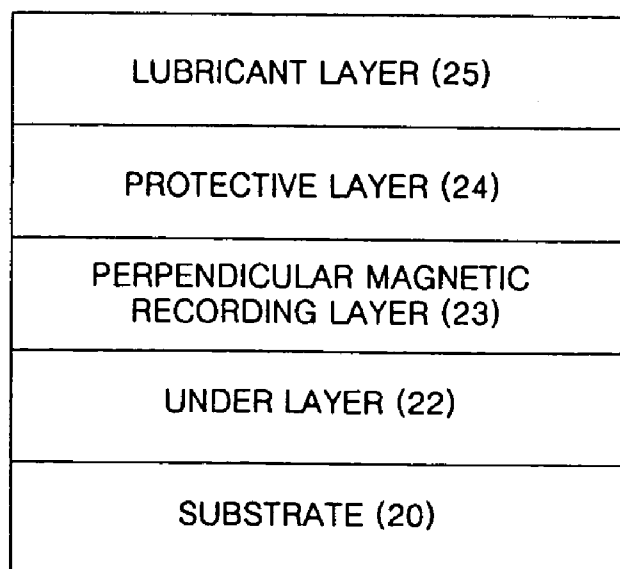 LUBRICANT LAYER (25)
PROTECTIVE LAYER (24)
PERPENDICULAR MAGNETIC
RECORDING LAYER (23)
UNDER LAYER (22)
SUBSTRATE (20)